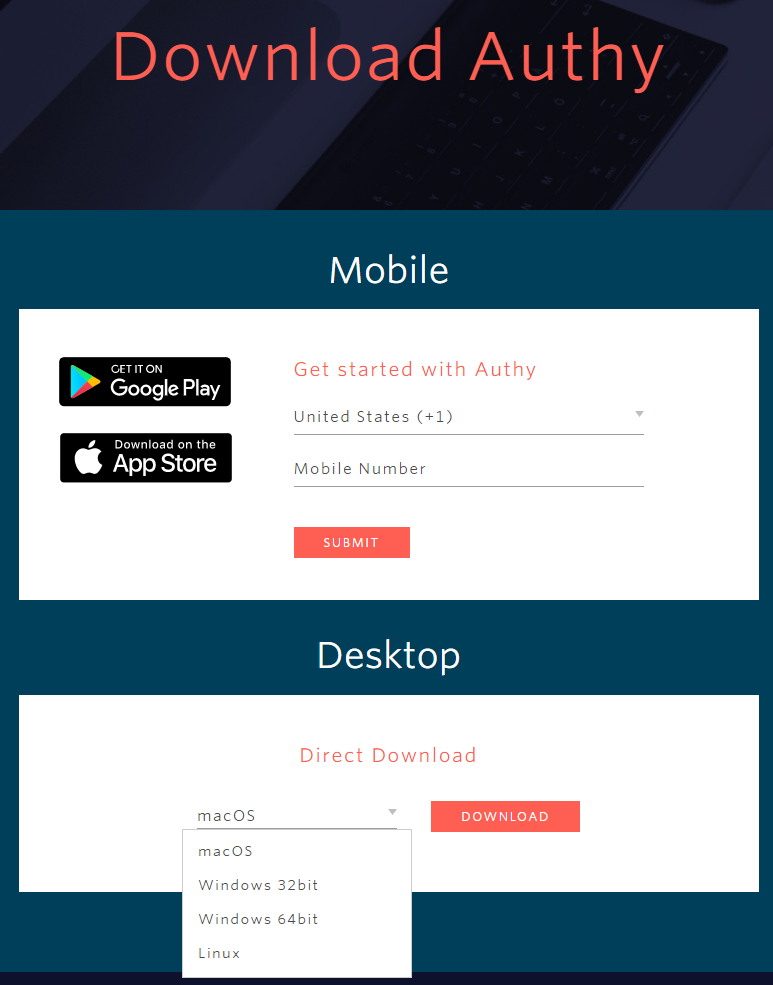 Download Authy
Mobile
GET IT ON
Google Play
Download on the
App Store
Get started with Authy
United States (+1)
Mobile Number
SUBMIT
Desktop
Direct Download
macOS
DOWNLOAD
macOS
Windows 32bit
Windows 64bit
Linux